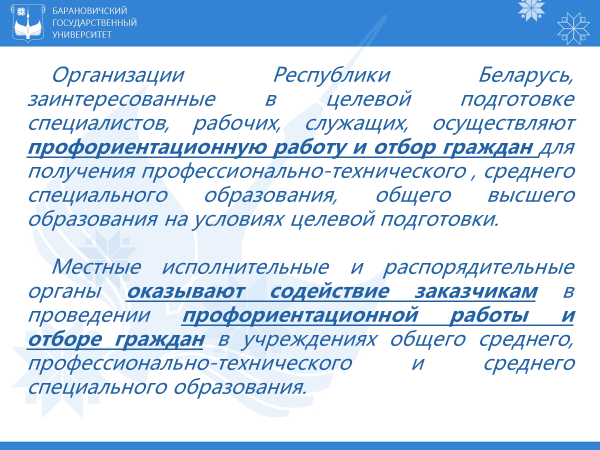 БАРАНОВИЧСКИЙ
ГОСУДАРСТВЕННЫЙ
УНИВЕРСИТЕТ
Организации Республики Беларусь,
заинтересованные в целевой подготовке
специалистов, рабочих, служащих, осуществляют
профориентационную работу и отбор граждан для
получения профессионально-технического , среднего
специального образования, общего высшего
образования на условиях целевой подготовки.
Местные исполнительные и распорядительные
органы оказывают содействие заказчикам в
проведении профориентационной работы и
отборе граждан в учреждениях общего среднего,
профессионально-технического и среднего
специального образования.